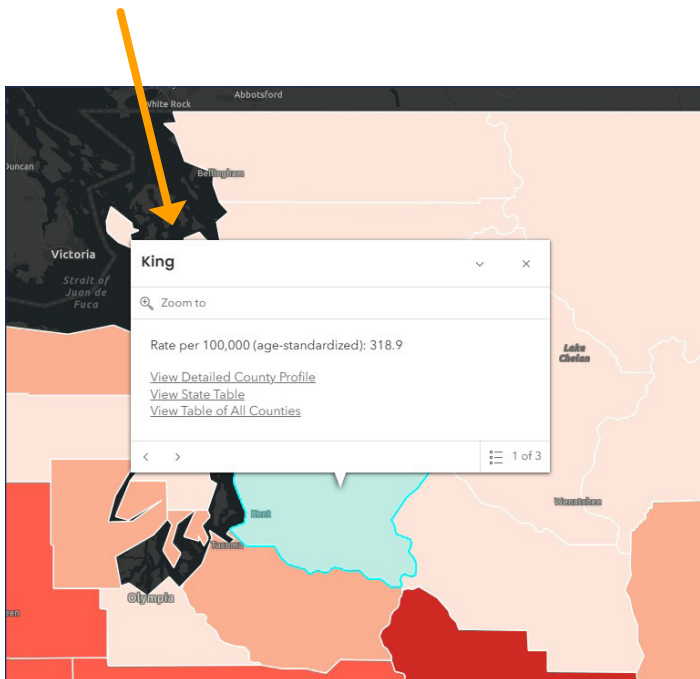 Abbotsford
White Rock
Duncan
Bellingham
Victoria
Strait of
Juan de
Fuca
King
Zoom to
Rate per 100,000 (age-standardized): 318.9
View Detailed County Profile
View State Table
View Table of All Counties
1 of 3
Lake
Chelan
Wenatchee
Kent
Tacoma
Olympia
een